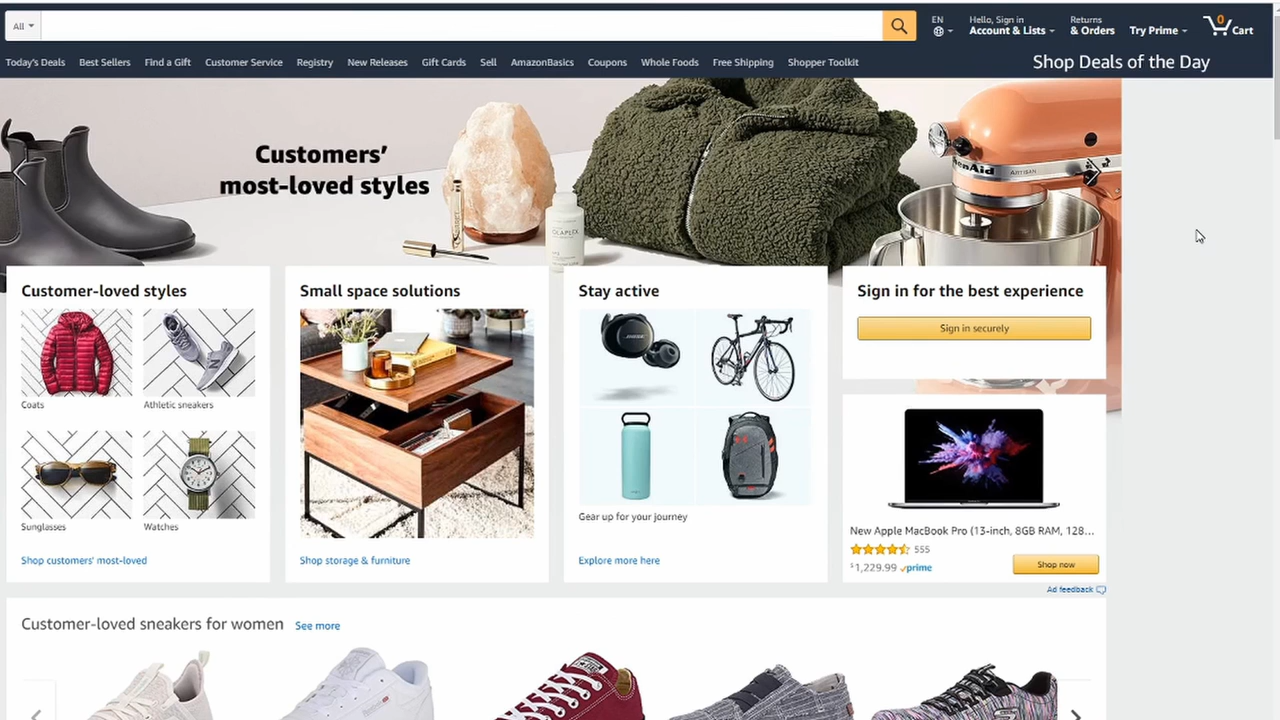 All
EN
Hello, Sign in
Account & Lists
Returns
& Orders
Try Prime
0
Cart
Today's Deals
Best Sellers
Find a Gift
Customer Service
Registry
New Releases
Gift Cards
Sell
AmazonBasics
Coupons
Whole Foods
Free Shipping
Shopper Toolkit
Shop Deals of the Day
Customers'
most-loved styles
OLAPLEX
ARTISAN
Customer-loved styles
Coats
Athletic sneakers
Sunglasses
Watches
Shop customers' most-loved
Small space solutions
Shop storage & furniture
Stay active
BOSE
Gear up for your journey
Explore more here
Sign in for the best experience
Sign in securely
New Apple MacBook Pro (13-inch, 8GB RAM, 128...
555
$1,229.99 prime
Shop now
Ad feedback
Customer-loved sneakers for women See more